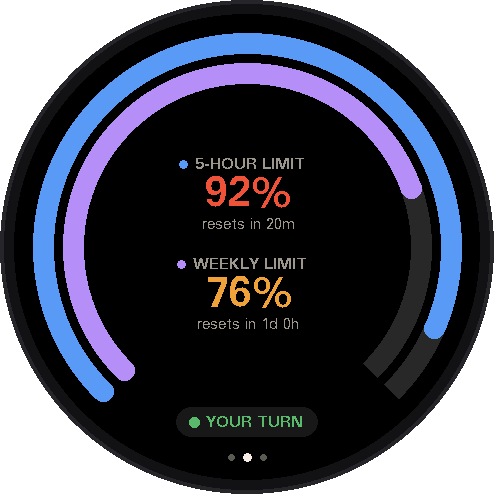 5-HOUR LIMIT
92%
resets in 20m
WEEKLY LIMIT
76%
resets in 1d 0h
YOUR TURN